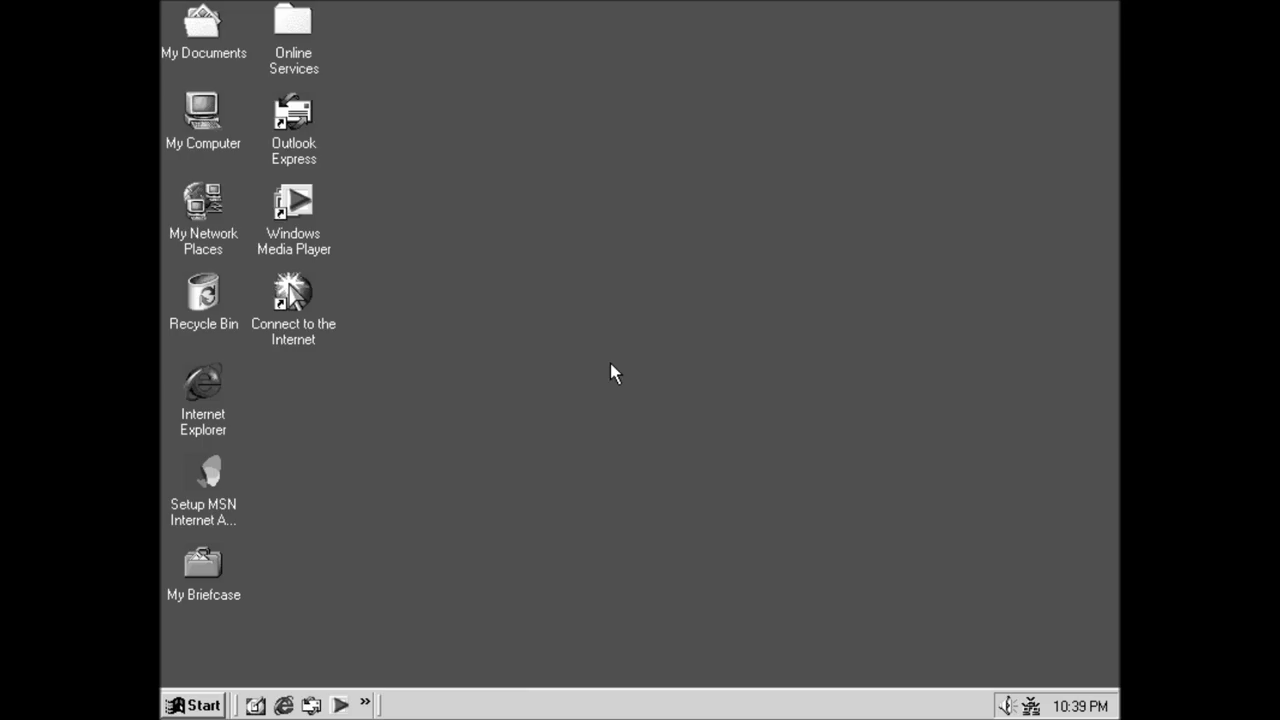 My Documents
Online
Services
My Computer
Outlook
Express
My Network
Places
Windows
Media Player
Recycle Bin
Connect to the
Internet
Internet
Explorer
Setup MSN
Internet A...
My Briefcase
Start
»
10:39 PM